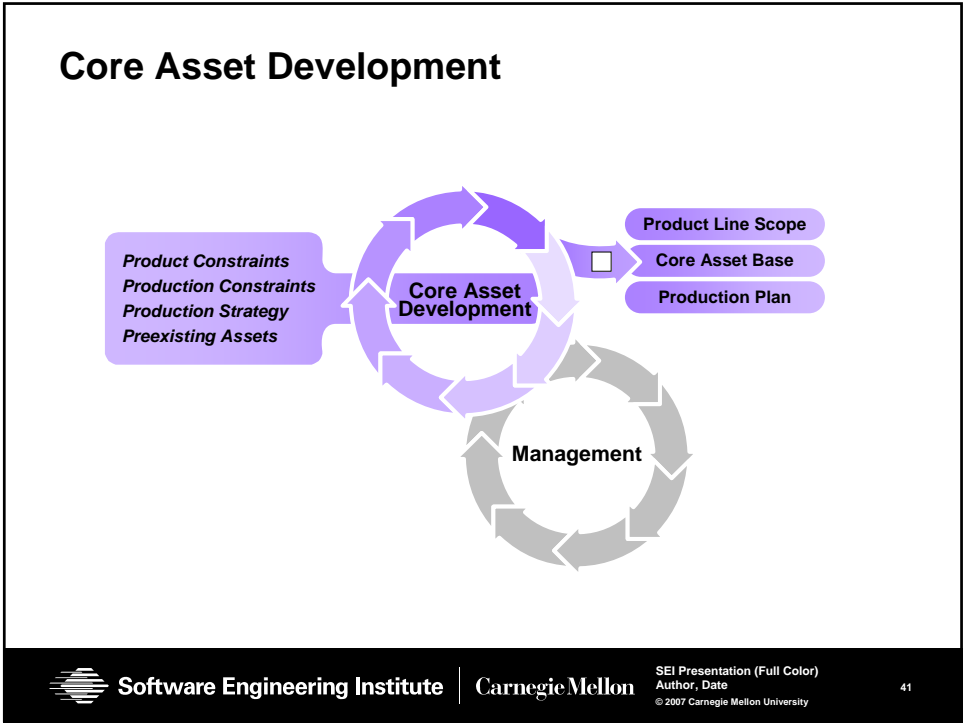 Core Asset Development
Product Constraints
Production Constraints
Production Strategy
Preexisting Assets
Core Asset
Development
Product Line Scope
Core Asset Base
Production Plan
Management
Software Engineering Institute
Carnegie Mellon
SEI Presentation (Full Color)
Author, Date
© 2007 Carnegie Mellon University
41